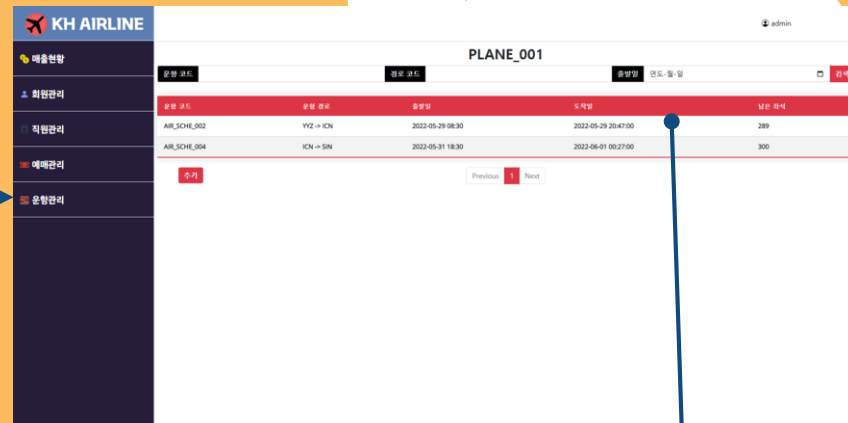 KH AIRLINE
admin
매출현황
회원관리
직원관리
예매관리
운항관리
PLANE_001
운항 코드 경로 코드 출발일 연도-월-일 검색
운항 코드 운항 경로 출발일 도착일 남은 좌석
AIR_SCHE_002 YYZ -> ICN 2022-05-29 08:30 2022-05-29 20:47:00 289
AIR_SCHE_004 ICN -> SIN 2022-05-31 18:30 2022-06-01 00:27:00 300
추가 Previous 1 Next